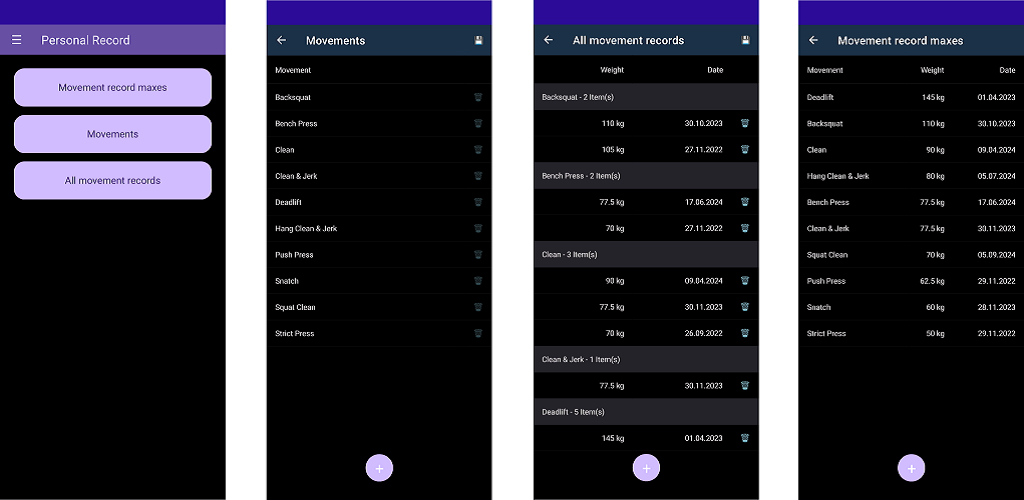 Personal Record
Movement record maxes
Movements
All movement records
Movements
Movement
Backsquat
Bench Press
Clean
Clean & Jerk
Deadlift
Hang Clean & Jerk
Push Press
Snatch
Squat Clean
Strict Press
+
All movement records
Weight Date
Backsquat - 2 Item(s)
110 kg 30.10.2023
105 kg 27.11.2022
Bench Press - 2 Item(s)
77.5 kg 17.06.2024
70 kg 27.11.2022
Clean - 3 Item(s)
90 kg 09.04.2024
77.5 kg 30.11.2023
70 kg 26.09.2022
Clean & Jerk - 1 Item(s)
77.5 kg 30.11.2023
Deadlift - 5 Item(s)
145 kg 01.04.2023
+
Movement record maxes
Movement Weight Date
Deadlift 145 kg 01.04.2023
Backsquat 110 kg 30.10.2023
Clean 90 kg 09.04.2024
Hang Clean & Jerk 80 kg 05.07.2024
Bench Press 77.5 kg 17.06.2024
Clean & Jerk 77.5 kg 30.11.2023
Squat Clean 70 kg 05.09.2024
Push Press 62.5 kg 29.11.2022
Snatch 60 kg 28.11.2023
Strict Press 50 kg 29.11.2022
+